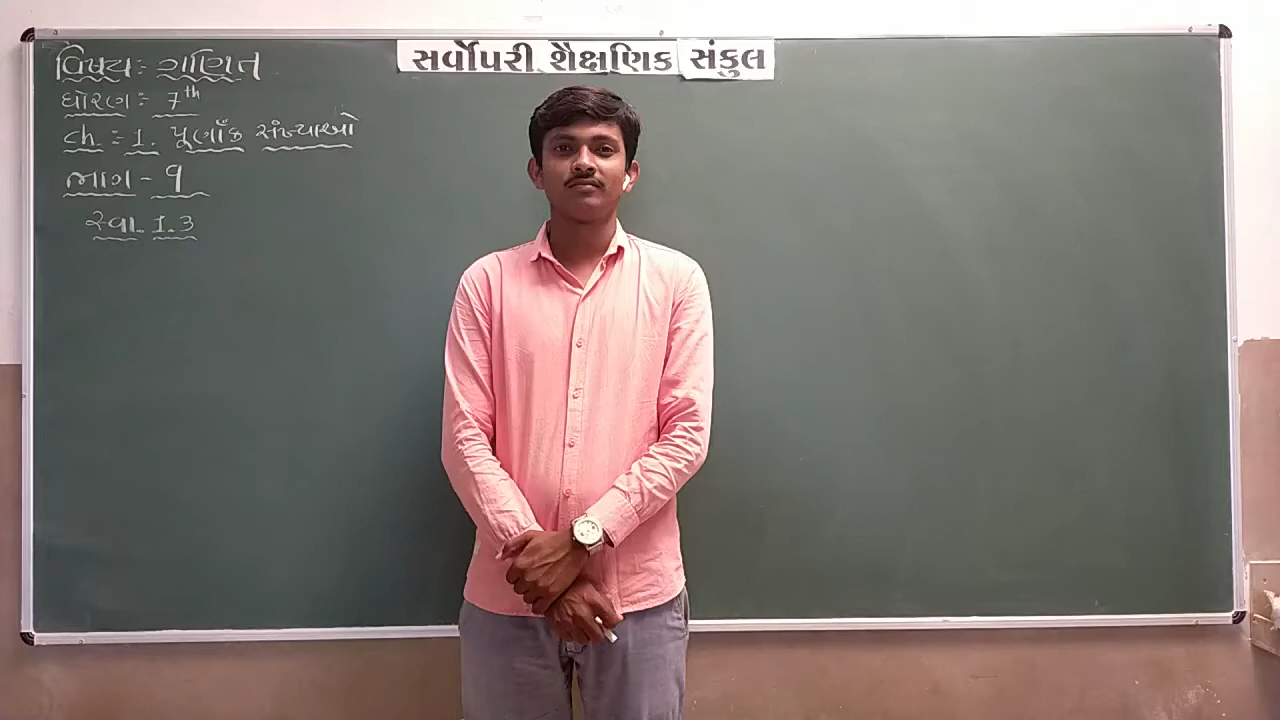 સર્વોપરી શૈક્ષણિક સંકુલ
વિષય:- ગણિત
ધોરણ:- 7th
ch. :- 1. પૂર્ણાંક સંખ્યાઓ
ભાગ - 9
સ્વા. 1.3